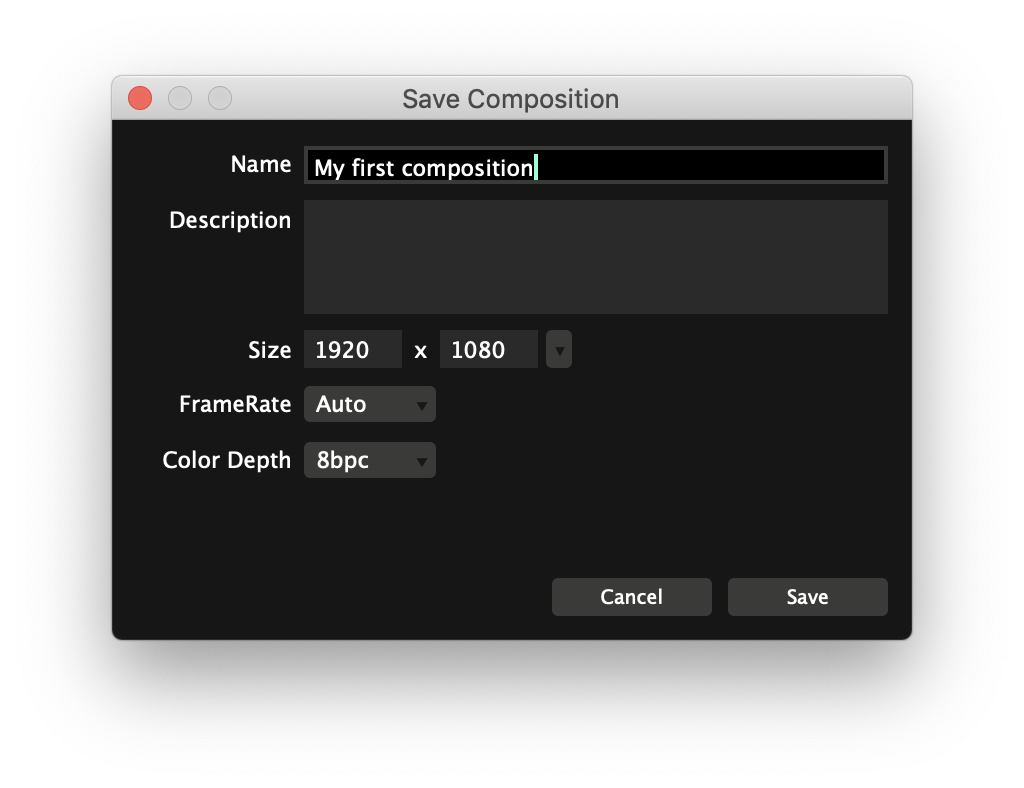 Save Composition
Name My first composition
Description
Size 1920 x 1080
FrameRate Auto
Color Depth 8bpc
Cancel Save